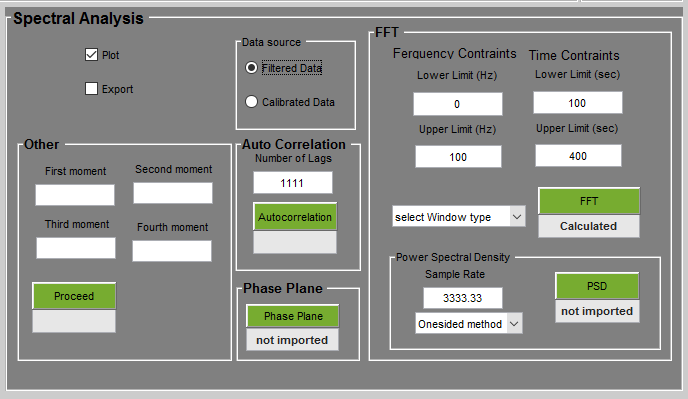 Spectral Analysis
Plot
Export
Data source
Filtered Data
Calibrated Data
Other
First moment
Second moment
Third moment
Fourth moment
Proceed
Auto Correlation
Number of Lags
1111
Autocorrelation
Phase Plane
Phase Plane
not imported
FFT
Ferquency Contraints
Time Contraints
Lower Limit (Hz)
Lower Limit (sec)
0
100
Upper Limit (Hz)
Upper Limit (sec)
100
400
select Window type
FFT
Calculated
Power Spectral Density
Sample Rate
3333.33
Onesided method
PSD
not imported